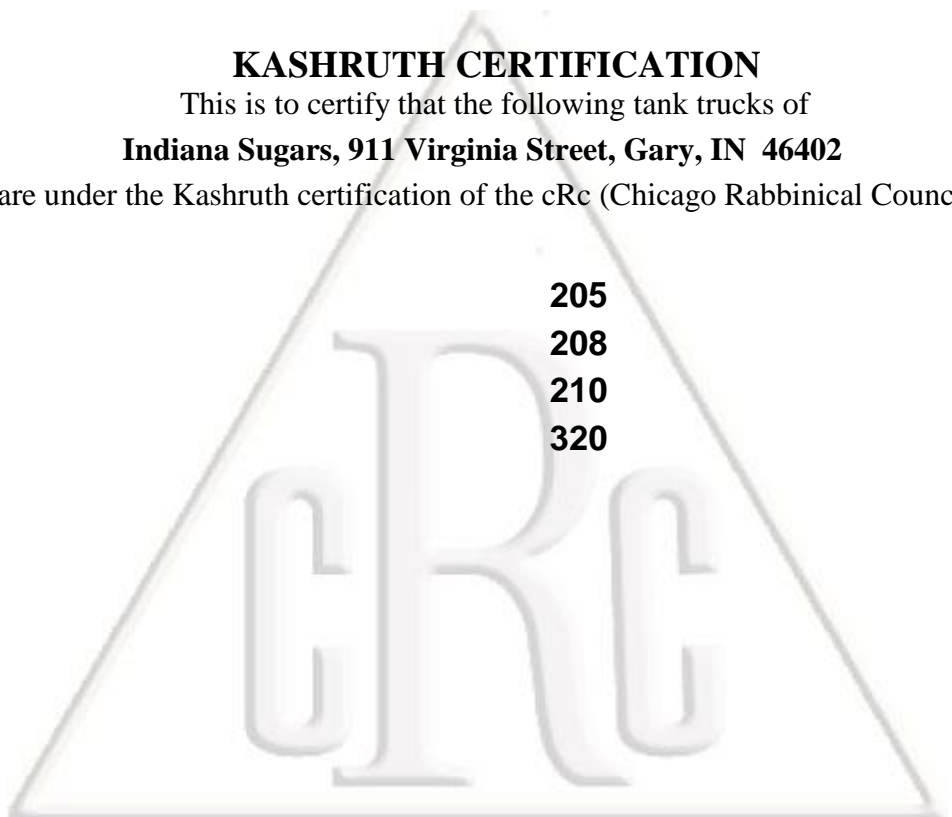 KASHRUTH CERTIFICATION
This is to certify that the following tank trucks of
Indiana Sugars, 911 Virginia Street, Gary, IN 46402
are under the Kashruth certification of the cRc (Chicago Rabbinical
205
208
210
320
cRc